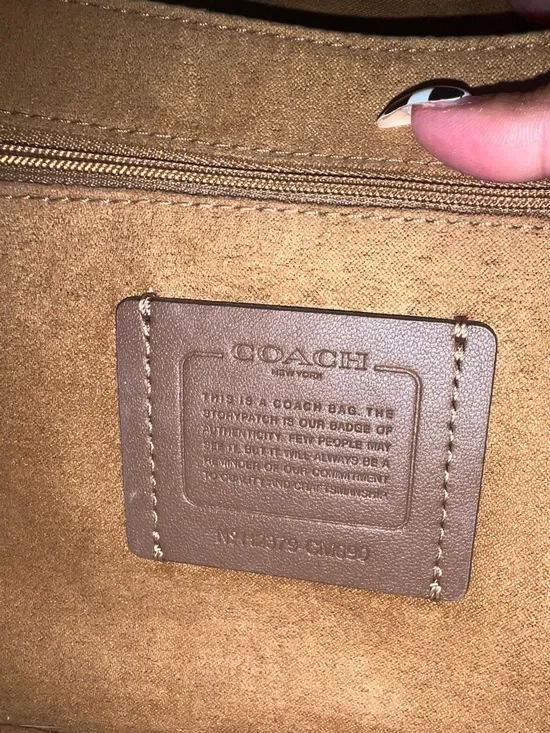 COACH
NEW YORK
THIS IS A COACH BAG. THE
STORYPATCH IS OUR BADGE OF
AUTHENTICITY. FEW PEOPLE MAY
SEE IT, BUT IT WILL ALWAYS BE A
REMINDER OF OUR COMMITMENT
TO QUALITY AND CRAFTSMANSHIP.